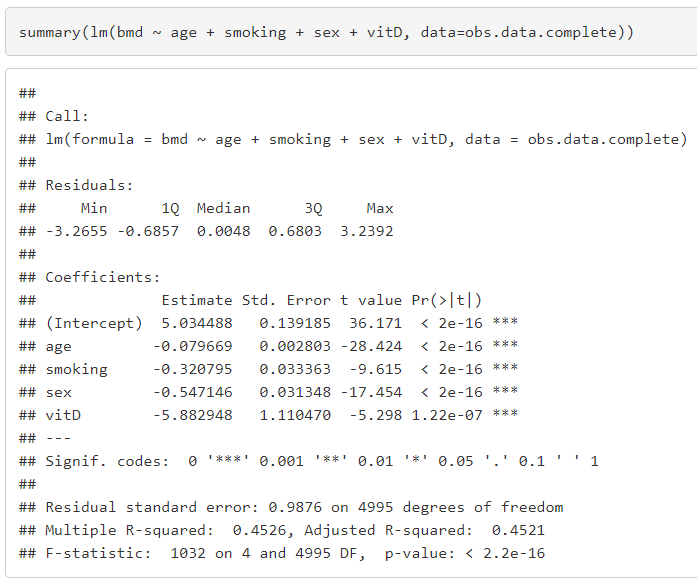 summary(lm(bmd ~ age + smoking + sex + vitD, data=obs.data.complete))
##
## Call:
## lm(formula = bmd ~ age + smoking + sex + vitD, data = obs.data.complete)
##
## Residuals:
##     Min      1Q  Median      3Q     Max
## -3.2655 -0.6857  0.0048  0.6803  3.2392
##
## Coefficients:
##              Estimate Std. Error t value Pr(>|t|)
## (Intercept)  5.034488   0.139185  36.171  < 2e-16 ***
## age         -0.079669   0.002803 -28.424  < 2e-16 ***
## smoking     -0.320795   0.033363  -9.615  < 2e-16 ***
## sex         -0.547146   0.031348 -17.454  < 2e-16 ***
## vitD        -5.882948   1.110470  -5.298 1.22e-07 ***
## ---
## Signif. codes:  0 '***' 0.001 '**' 0.01 '*' 0.05 '.' 0.1 ' ' 1
##
## Residual standard error: 0.9876 on 4995 degrees of freedom
## Multiple R-squared:  0.4526, Adjusted R-squared:  0.4521
## F-statistic:  1032 on 4 and 4995 DF,  p-value: < 2.2e-16